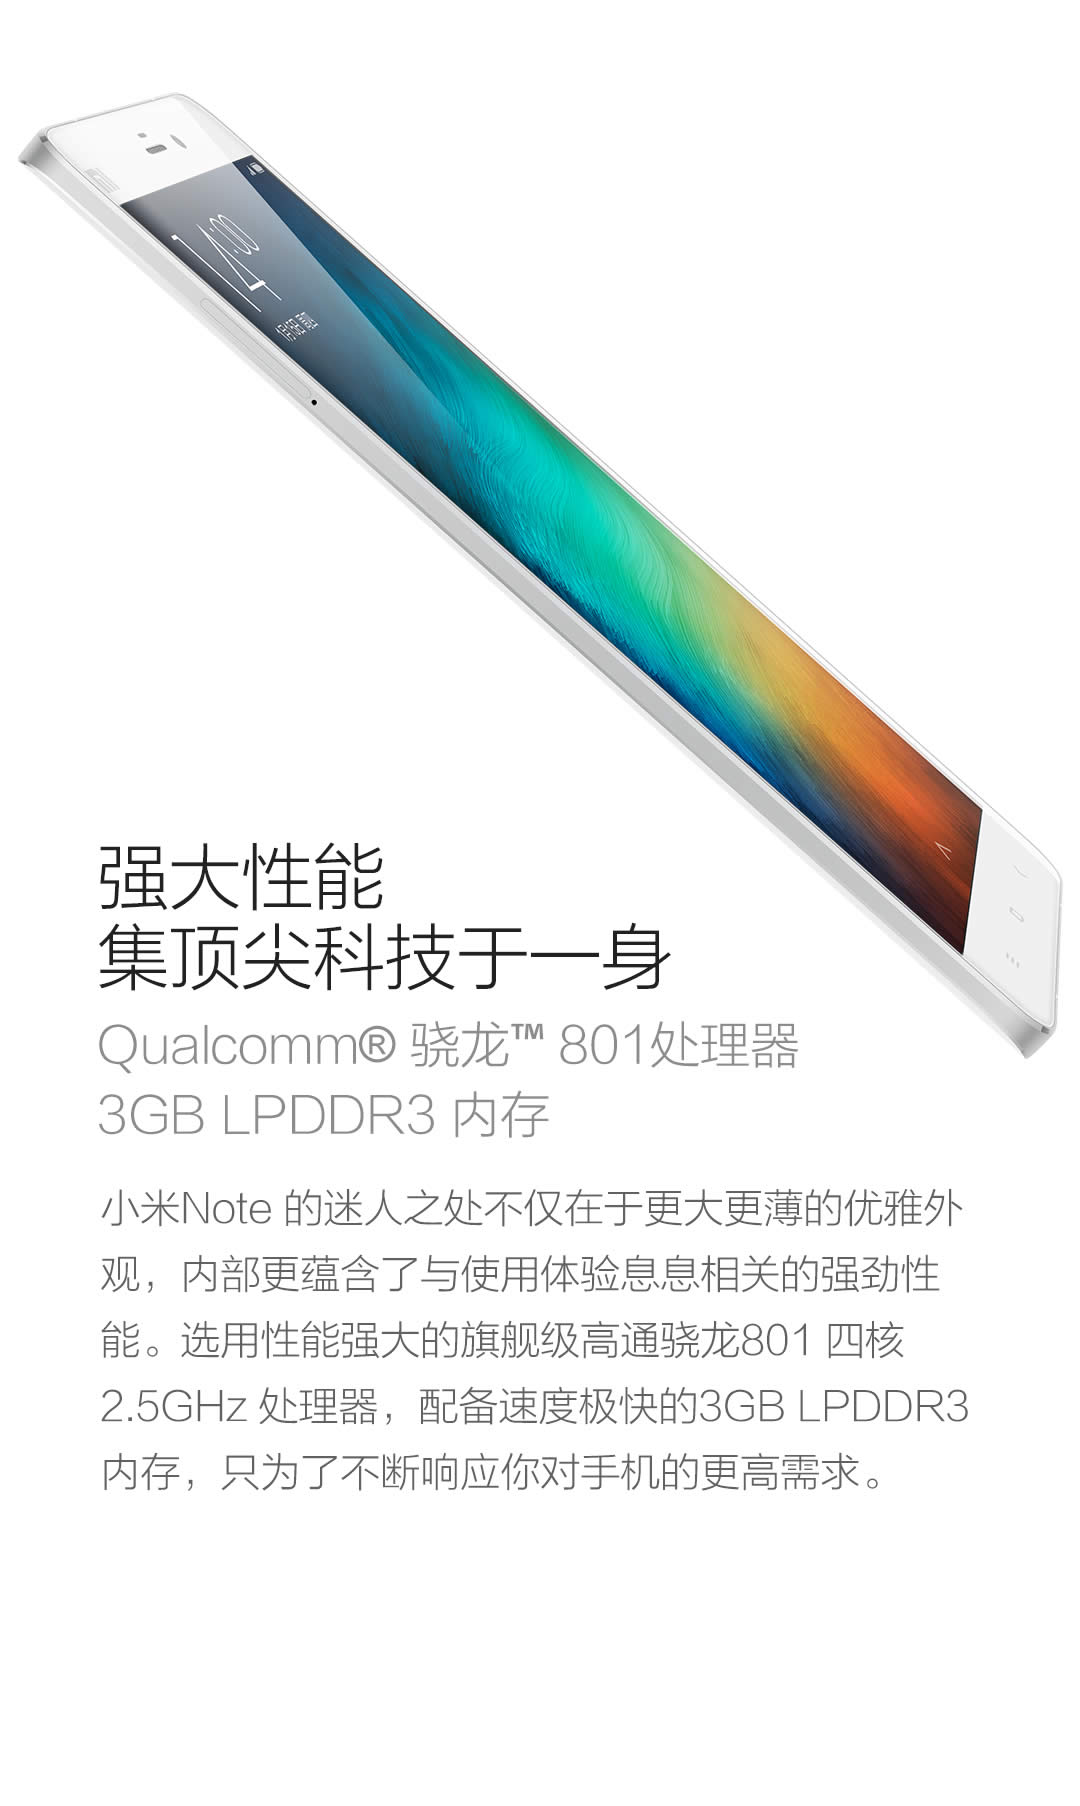 14:00
强大性能
集顶尖科技于一身
Qualcomm® 骁龙™ 801处理器
3GB LPDDR3 内存
小米Note 的迷人之处不仅在于更大更薄的优雅外
观，内部更蕴含了与使用体验息息相关的强劲性
能。选用性能强大的旗舰级高通骁龙801 四核
2.5GHz 处理器，配备速度极快的3GB LPDDR3
内存，只为了不断响应你对手机的更高需求。